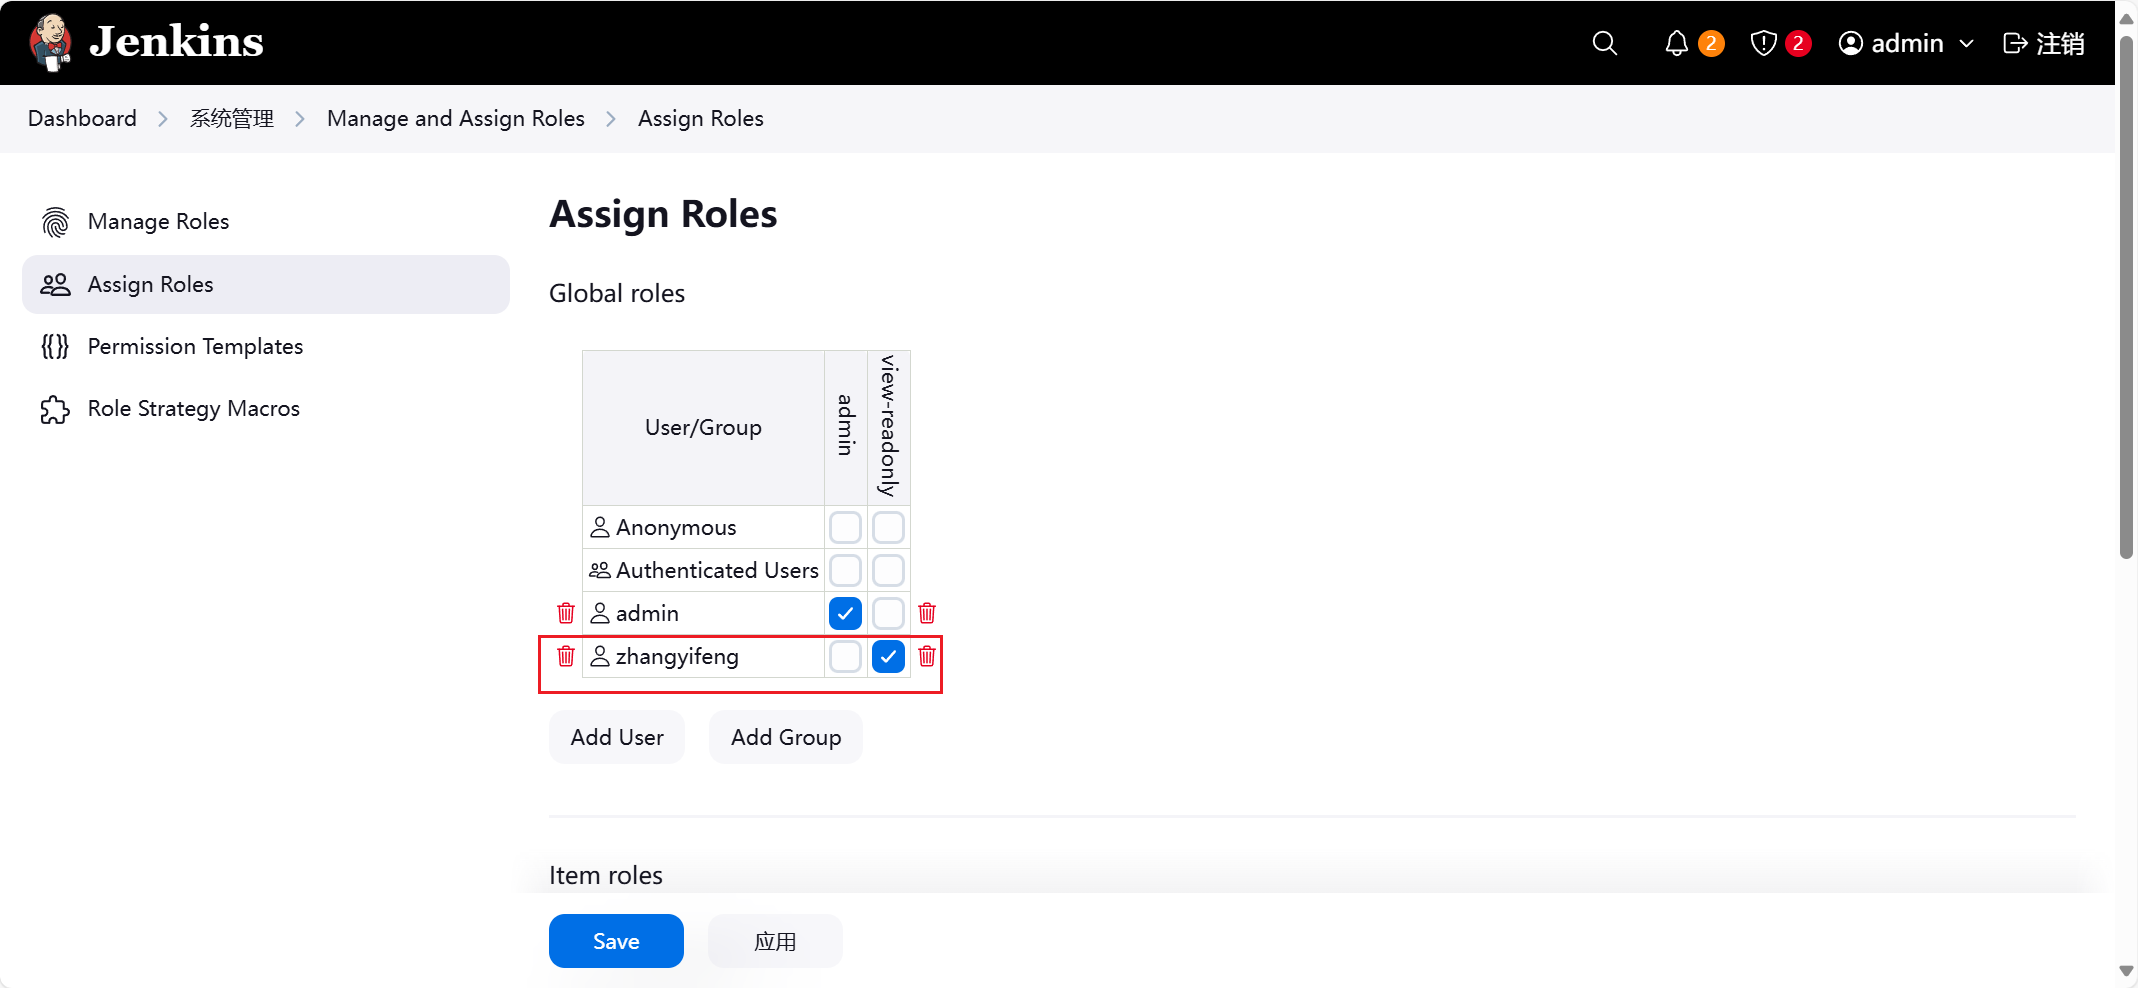 Jenkins
2
2
admin
注销
Dashboard
系统管理
Manage and Assign Roles
Assign Roles
Manage Roles
Assign Roles
Permission Templates
Role Strategy Macros
Assign Roles
Global roles
User/Group
admin
view-readonly
Anonymous
Authenticated Users
admin
zhangyifeng
Add User
Add Group
Item roles
Save
应用